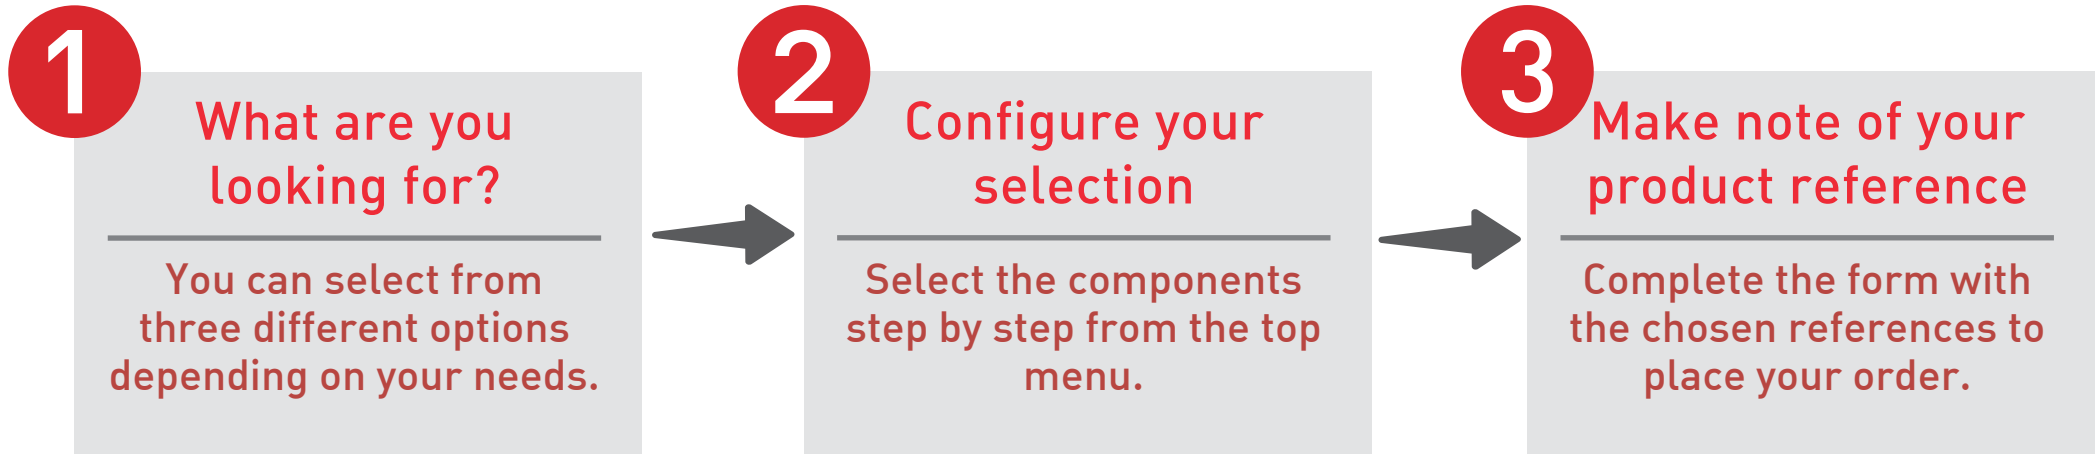 1
What are you
looking for?
You can select from
three different options
depending on your needs.
2
Configure your
selection
Select the components
step by step from the top
menu.
3
Make note of your
product reference
Complete the form with
the chosen references to
place your order.